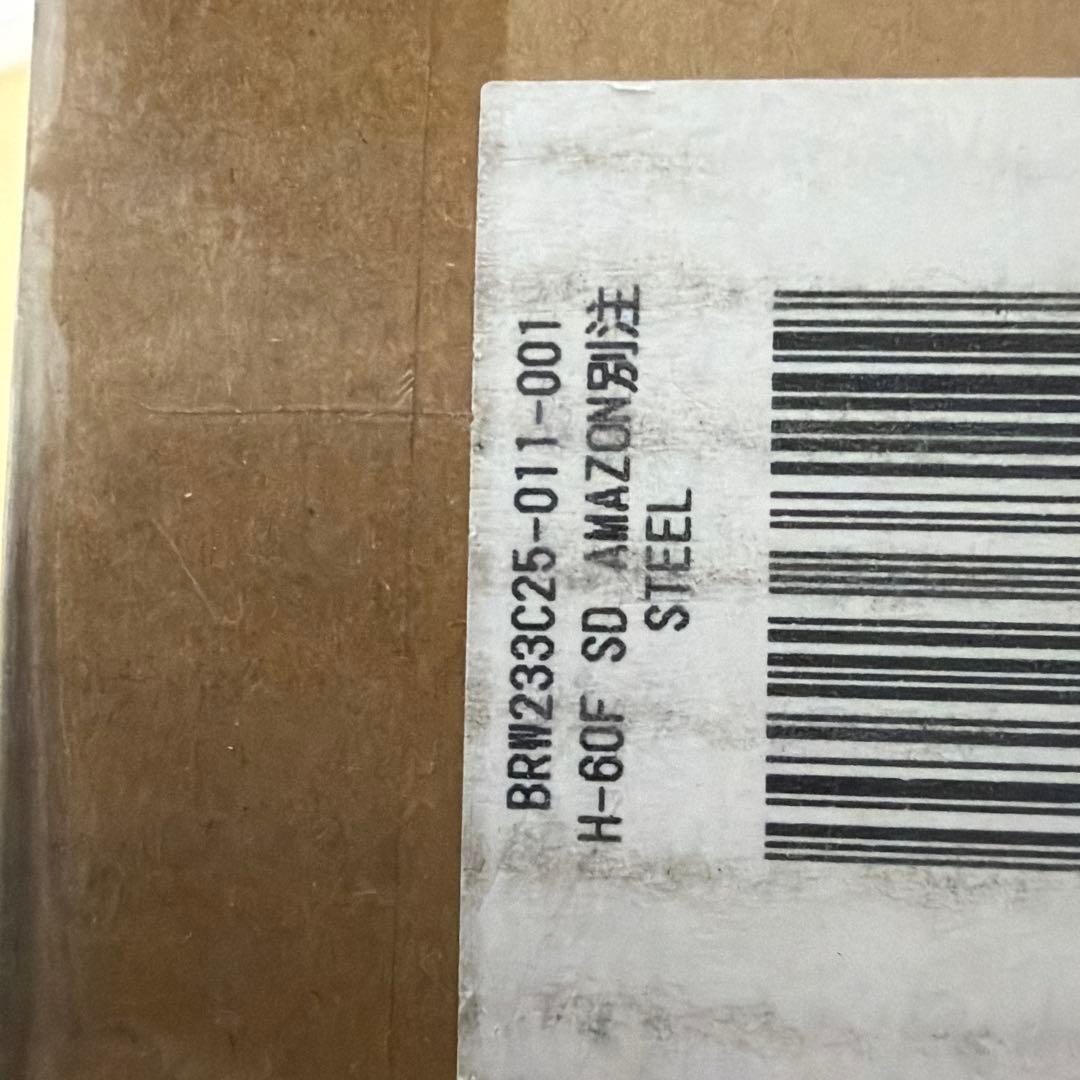 BRW233C25-011-001
H-60F SD AMAZON別注
STEEL